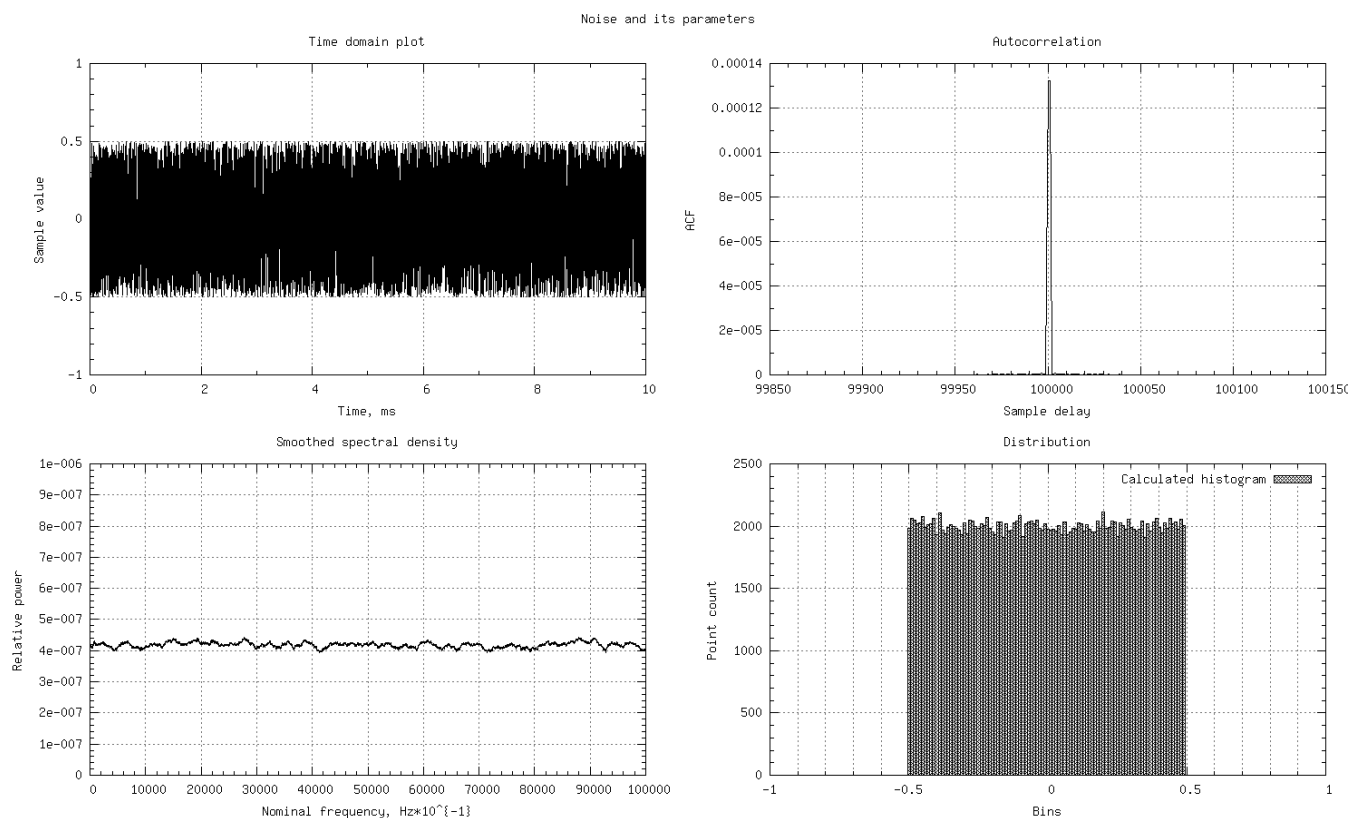 Noise and its parameters
Time domain plot
1
0.5
0
-0.5
-1
Sample value
0 2 4 6 8 10
Time, ms
Autocorrelation
0.00014
0.00012
0.0001
8e-005
6e-005
4e-005
2e-005
0
ACF
99850 99900 99950 100000 100050 100100 100150
Sample delay
Smoothed spectral density
1e-006
9e-007
8e-007
7e-007
6e-007
5e-007
4e-007
3e-007
2e-007
1e-007
0
Relative power
0 10000 20000 30000 40000 50000 60000 70000 80000 90000 100000
Nominal frequency, Hz*10^{-1}
Distribution
Calculated histogram
2500
2000
1500
1000
500
0
Point count
-1 -0.5 0 0.5 1
Bins